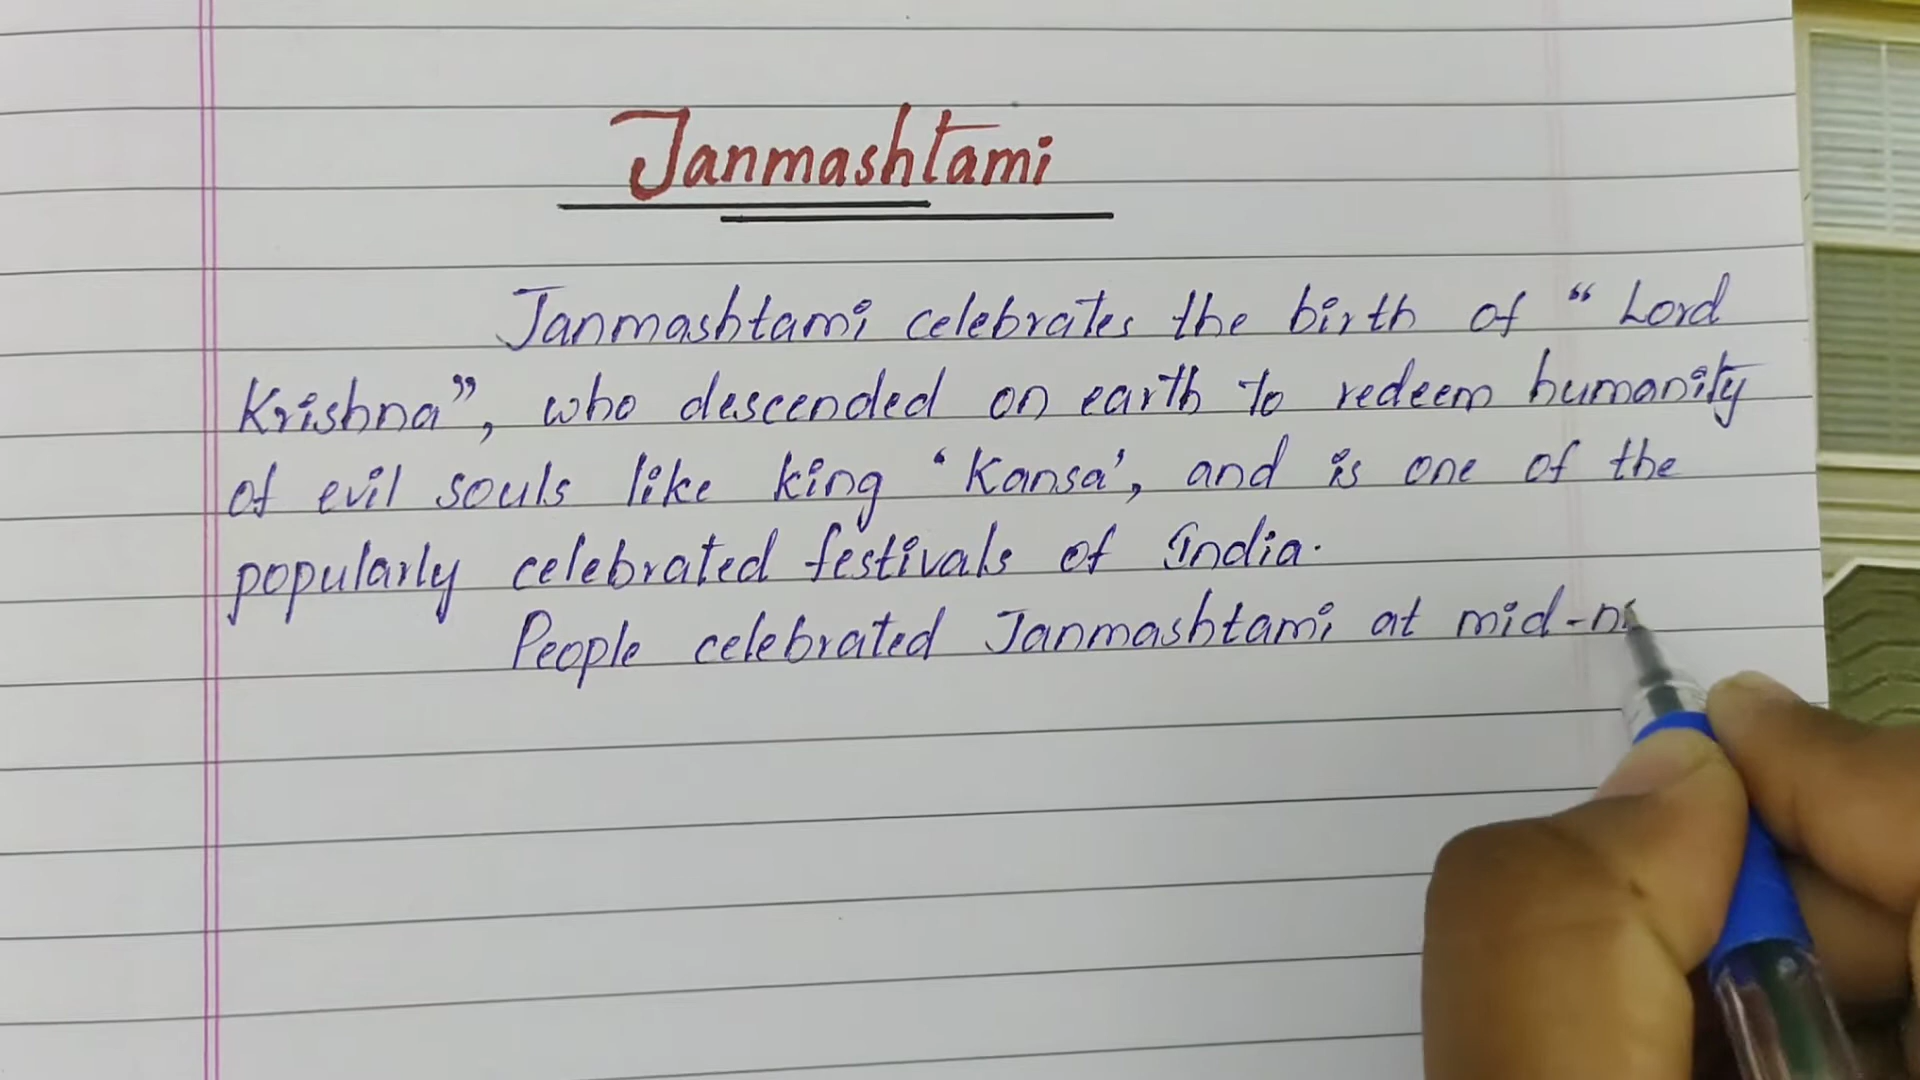 Janmashtami
Janmashtami celebrates the birth of “Lord
Krishna”, who descended on earth to redeem humanity
of evil souls like king ‘Kansa’, and is one of the
popularly celebrated festivals of India.
People celebrated Janmashtami at mid-ni